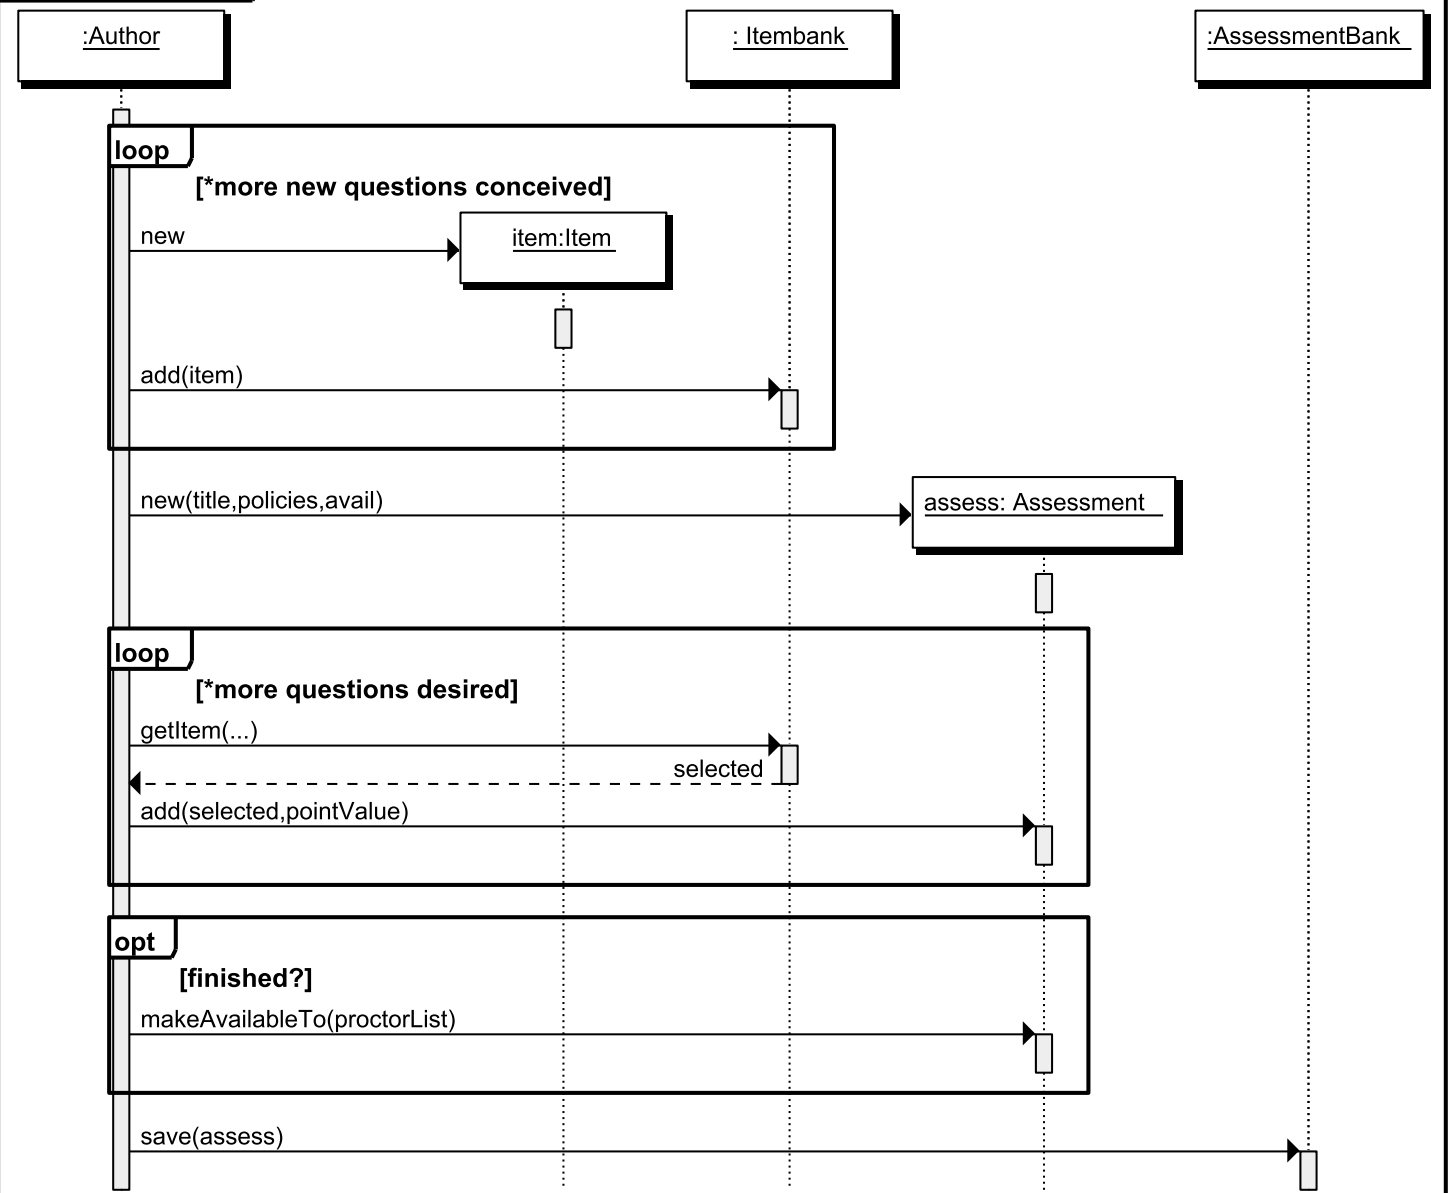 :Author
: Itembank
:AssessmentBank
loop
[*more new questions conceived]
new
item:Item
add(item)
new(title,policies,avail)
assess: Assessment
loop
[*more questions desired]
getItem(...)
selected
add(selected,pointValue)
opt
[finished?]
makeAvailableTo(proctorList)
save(assess)